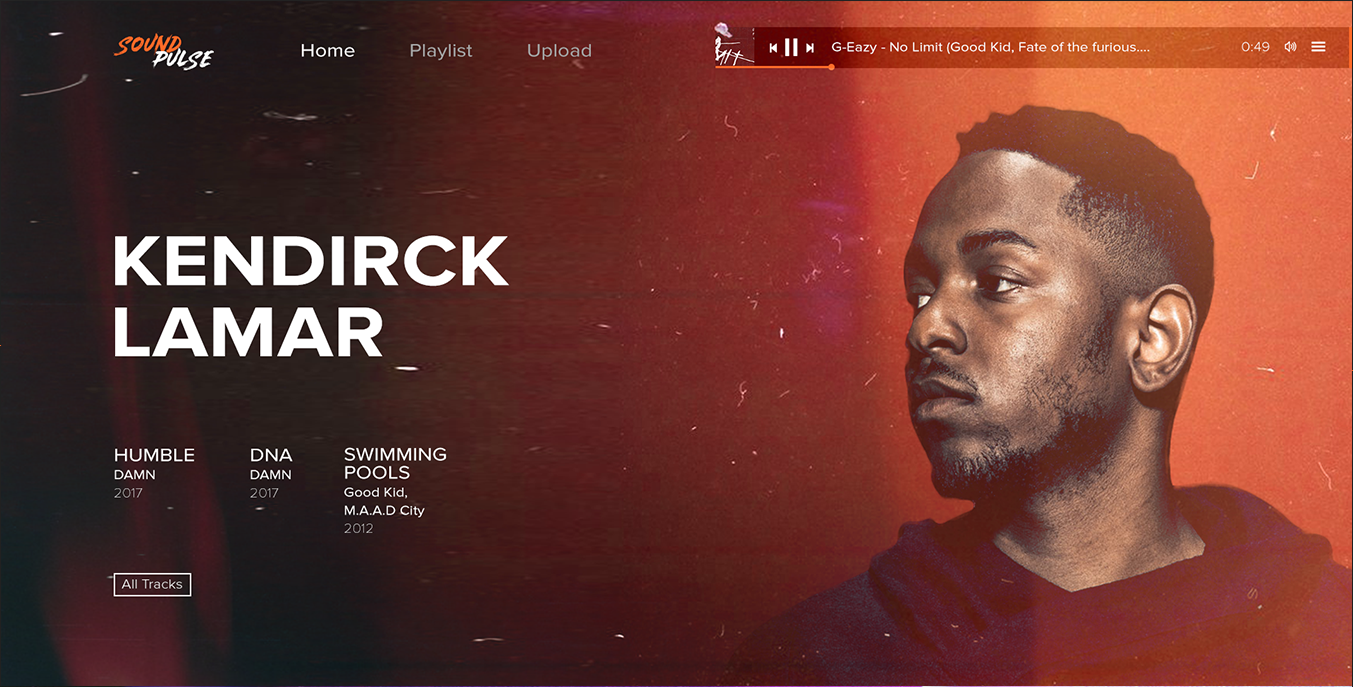 SOUND
PULSE
Home
Playlist
Upload
G-Eazy - No Limit (Good Kid, Fate of the furious....
0:49
KENDIRCK
LAMAR
HUMBLE
DAMN
2017
DNA
DAMN
2017
SWIMMING
POOLS
Good Kid,
M.A.A.D City
2012
All Tracks